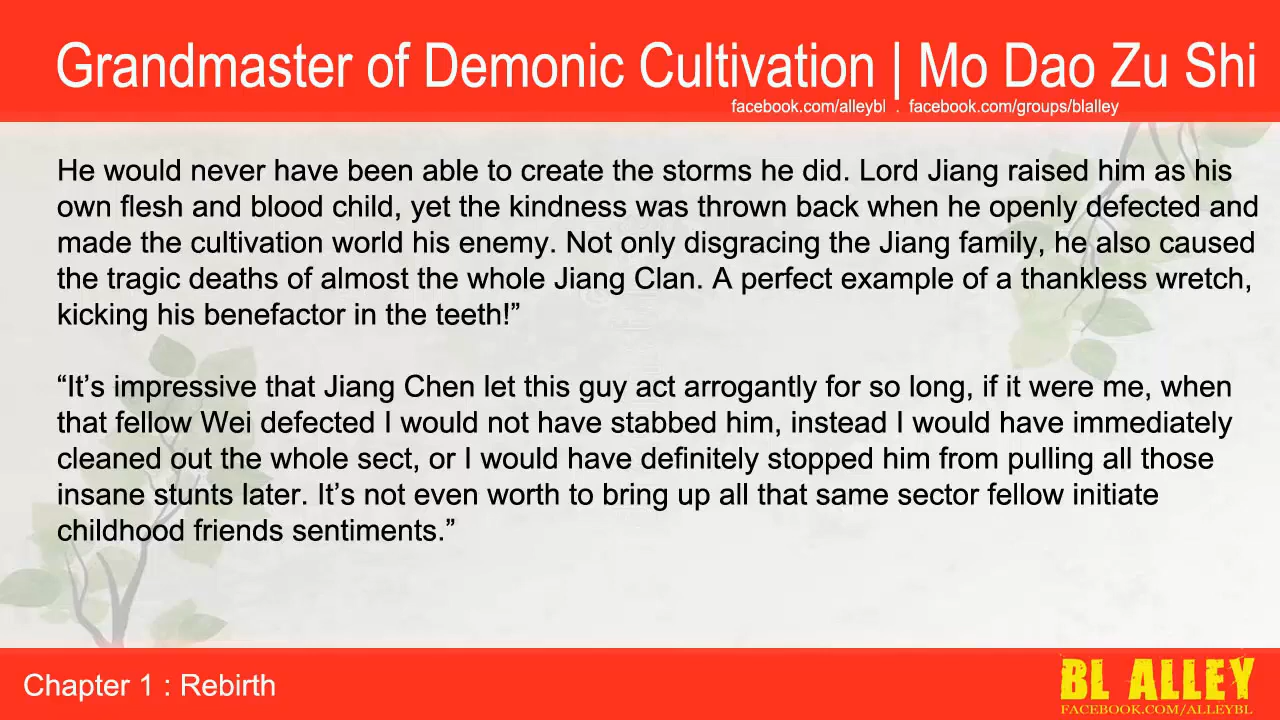 Grandmaster of Demonic Cultivation | Mo Dao Zu Shi
facebook.com/alleybl . facebook.com/groups/blalley
He would never have been able to create the storms he did. Lord Jiang raised him as his
own flesh and blood child, yet the kindness was thrown back when he openly defected and
made the cultivation world his enemy. Not only disgracing the Jiang family, he also caused
the tragic deaths of almost the whole Jiang Clan. A perfect example of a thankless wretch,
kicking his benefactor in the teeth!”
“It’s impressive that Jiang Chen let this guy act arrogantly for so long, if it were me, when
that fellow Wei defected I would not have stabbed him, instead I would have immediately
cleaned out the whole sect, or I would have definitely stopped him from pulling all those
insane stunts later. It’s not even worth to bring up all that same sector fellow initiate
childhood friends sentiments.”
Chapter 1 : Rebirth
BL ALLEY
FACEBOOK.COM/ALLEYBL